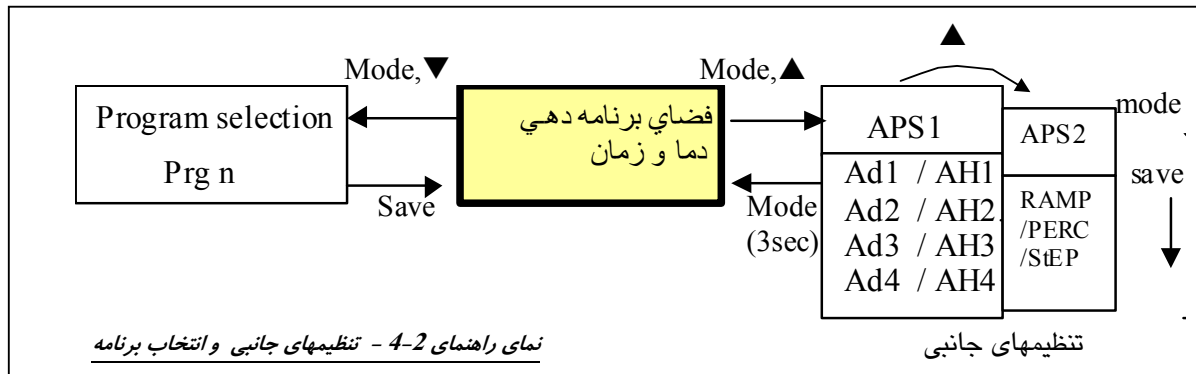 ▲
Mode,▼
Mode,▲
mode
save
Program selection
Prg n
Save
فضاي برنامه دهي
دما و زمان
Mode
(3sec)
APS1
Ad1 / AH1
Ad2 / AH2.
Ad3 / AH3
Ad4 / AH4
APS2
RAMP
/PERC
/StEP
نمای راهنمای 2-4 - تنظیمهای جانبی و انتخاب برنامه
تنظیمهای جانبی